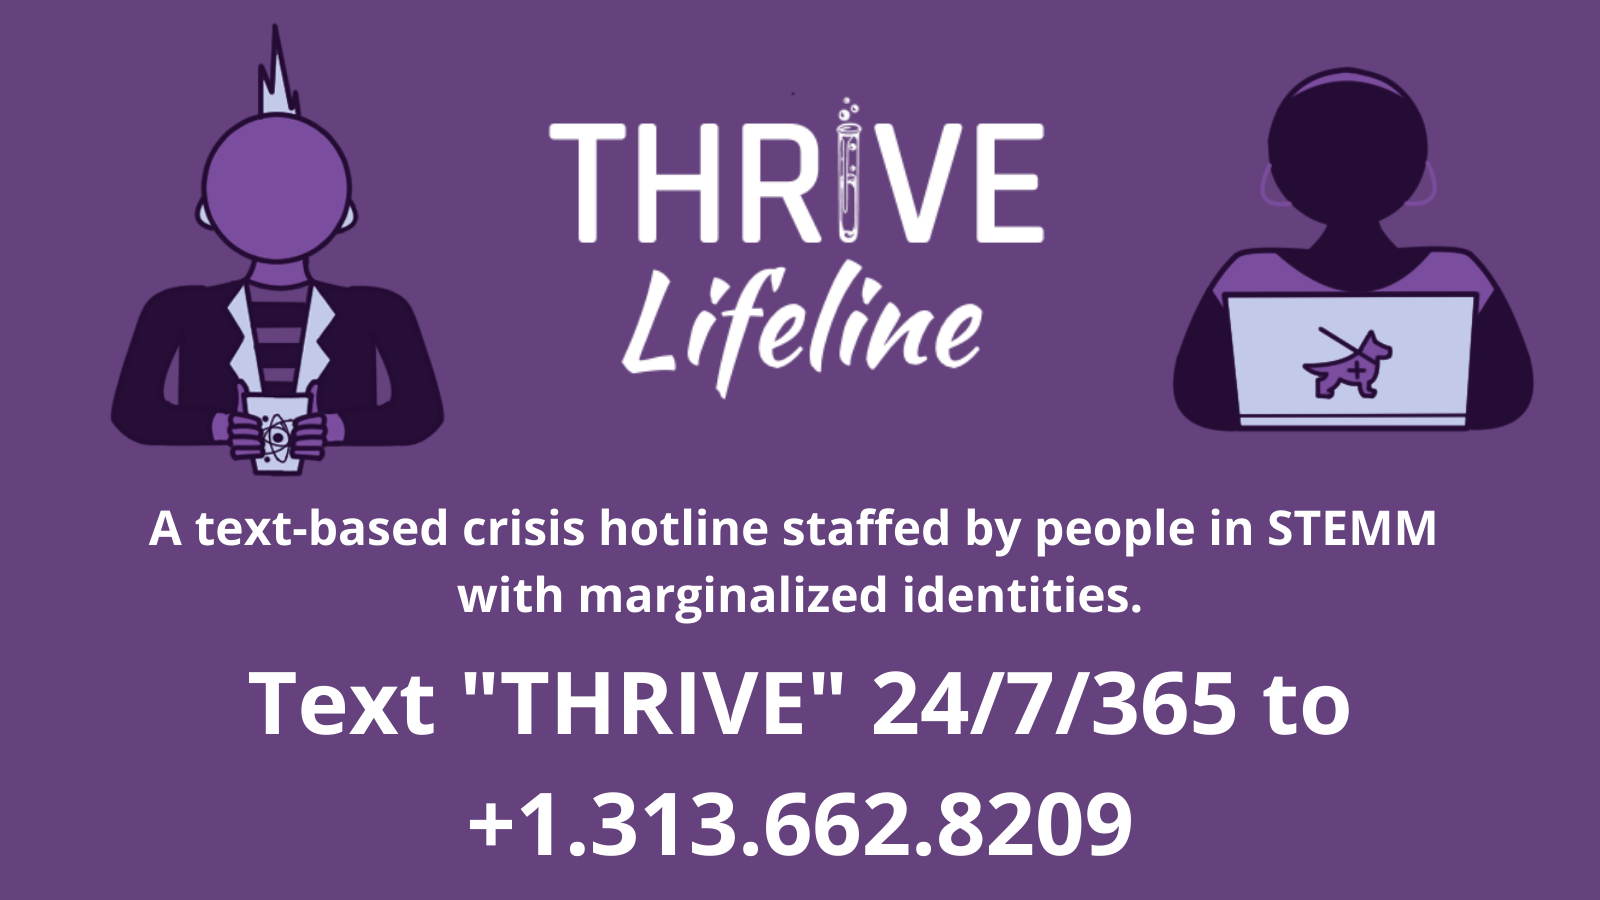 THRIVE
Lifeline
A text-based crisis hotline staffed by people in STEMM
with marginalized identities.
Text "THRIVE" 24/7/365 to
+1.313.662.8209